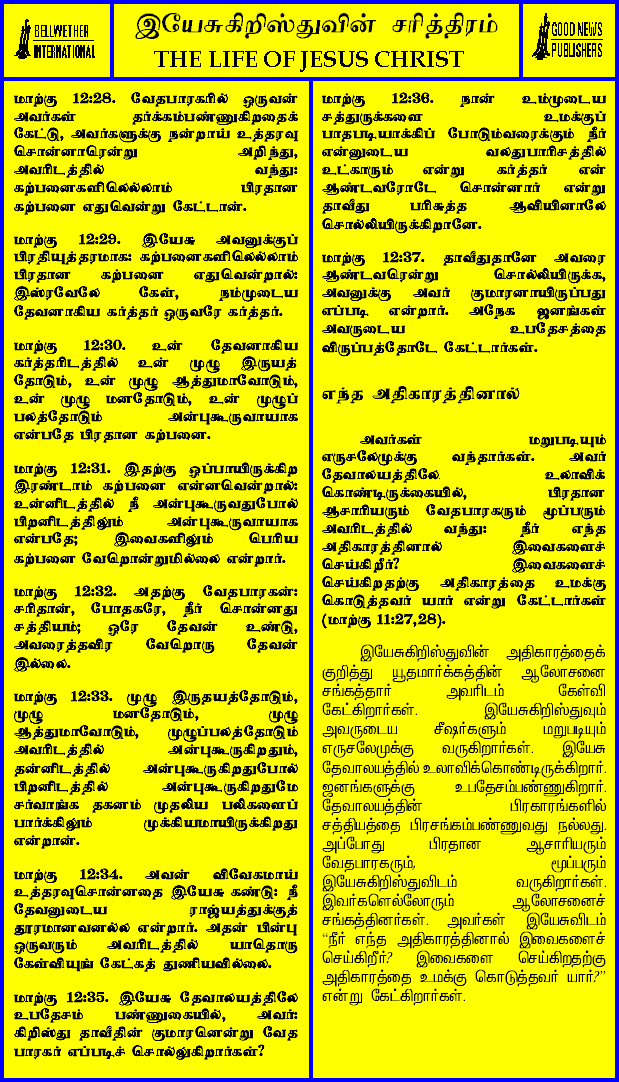 BELLWETHER
INTERNATIONAL
இயேசுகிறிஸ்துவின் சரித்திரம்
THE LIFE OF JESUS CHRIST
GOOD NEWS
PUBLISHERS
மாற்கு 12:28. வேதபாரகரில் ஒருவன்
அவர்கள் தர்க்கம்பண்ணுகிறதைக்
கேட்டு, அவர்களுக்கு நன்றாய் உத்தரவு
சொன்னாரென்று அறிந்து,
அவரிடத்தில் வந்து:
கற்பனைகளிலெல்லாம் பிரதான
கற்பனை எதுவென்று கேட்டான்.
மாற்கு 12:29. இயேசு அவனுக்குப்
பிரதியுத்தரமாக: கற்பனைகளிலெல்லாம்
பிரதான கற்பனை எதுவென்றால்:
இஸ்ரவேலே கேள், நம்முடைய
தேவனாகிய கர்த்தர் ஒருவரே கர்த்தர்.
மாற்கு 12:30. உன் தேவனாகிய
கர்த்தரிடத்தில் உன் முழு இருயத்
தோடும், உன் முழு ஆத்துமாவோடும்,
உன் முழு மனதோடும், உன் முழுப்
பலத்தோடும் அன்புகூருவாயாக
என்பதே பிரதான கற்பனை.
மாற்கு 12:31. இதற்கு ஒப்பாயிருக்கிற
இரண்டாம் கற்பனை என்னவென்றால்:
உன்னிடத்தில் நீ அன்புகூருவதுபோல்
பிறனிடத்திலும் அன்புகூருவாயாக
என்பதே; இவைகளிலும் பெரிய
கற்பனை வேறொன்றுமில்லை என்றார்.
மாற்கு 12:32. அதற்கு வேதபாரகன்:
சரிதான், போதகரே, நீர் சொன்னது
சத்தியம்; ஒரே தேவன் உண்டு,
அவரைத்தவிர வேறொரு தேவன்
இல்லை.
மாற்கு 12:33. முழு இருதயத்தோடும்,
முழு மனதோடும், முழு
ஆத்துமாவோடும், முழுப்பலத்தோடும்
அவரிடத்தில் அன்புகூருகிறதும்,
தன்னிடத்தில் அன்புகூருகிறதுபோல்
பிறனிடத்தில் அன்புகூருகிறதுமே
சர்வாங்க தகனம் முதலிய பலிகளைப்
பார்க்கிலும் முக்கியமாயிருக்கிறது
என்றான்.
மாற்கு 12:34. அவன் விவேகமாய்
உத்தரவுசொன்னதை இயேசு கண்டு: நீ
தேவனுடைய ராஜ்யத்துக்குத்
தூரமானவனல்ல என்றார். அதன் பின்பு
ஒருவரும் அவரிடத்தில் யாதொரு
கேள்வியுங் கேட்கத் துணியவில்லை.
மாற்கு 12:35. இயேசு தேவாலயத்திலே
உபதேசம் பண்ணுகையில், அவர்:
கிறிஸ்து தாவீதின் குமாரனென்று வேத
பாரகர் எப்படிச் சொல்லுகிறார்கள்?
மாற்கு 12:36. நான் உம்முடைய
சத்துருக்களை உமக்குப்
பாதபடியாக்கிப் போடும்வரைக்கும் நீர்
என்னுடைய வலதுபாரிசத்தில்
உட்காரும் என்று கர்த்தர் என்
ஆண்டவரோடே சொன்னார் என்று
தாவீது பரிசுத்த ஆவியினாலே
சொல்லியிருக்கிறானே.
மாற்கு 12:37. தாவீதுதானே அவரை
ஆண்டவரென்று சொல்லியிருக்க,
அவனுக்கு அவர் குமாரனாயிருப்பது
எப்படி என்றார். அநேக ஜனங்கள்
அவருடைய உபதேசத்தை
விருப்பத்தோடே கேட்டார்கள்.
எந்த அதிகாரத்தினால்
அவர்கள் மறுபடியும்
எருசலேமுக்கு வந்தார்கள். அவர்
தேவாலயத்திலே உலாவிக்
கொண்டிருக்கையில், பிரதான
ஆசாரியரும் வேதபாரகரும் மூப்பரும்
அவரிடத்தில் வந்து: நீர் எந்த
அதிகாரத்தினால் இவைகளைச்
செய்கிறீர்? இவைகளைச்
செய்கிறதற்கு அதிகாரத்தை உமக்கு
கொடுத்தவர் யார் என்று கேட்டார்கள்
(மாற்கு 11:27,28).
இயேசுகிறிஸ்துவின் அதிகாரத்தைக்
குறித்து யூதமார்க்கத்தின் ஆலோசனை
சங்கத்தார் அவரிடம் கேள்வி
கேட்கிறார்கள். இயேசுகிறிஸ்துவும்
அவருடைய சீஷர்களும் மறுபடியும்
எருசலேமுக்கு வருகிறார்கள். இயேசு
தேவாலயத்தில் உலாவிக்கொண்டிருக்கிறார்.
ஜனங்களுக்கு உபதேசம்பண்ணுகிறார்.
தேவாலயத்தின் பிரகாரங்களில்
சத்தியத்தை பிரசங்கம்பண்ணுவது நல்லது.
அப்போது பிரதான ஆசாரியரும்
வேதபாரகரும், மூப்பரும்
இயேசுகிறிஸ்துவிடம் வருகிறார்கள்.
இவர்களெல்லோரும் ஆலோசனைச்
சங்கத்தினர்கள். அவர்கள் இயேசுவிடம்
“நீர் எந்த அதிகாரத்தினால் இவைகளைச்
செய்கிறீர்? இவைகளை செய்கிறதற்கு
அதிகாரத்தை உமக்கு கொடுத்தவர் யார்?”
என்று கேட்கிறார்கள்.